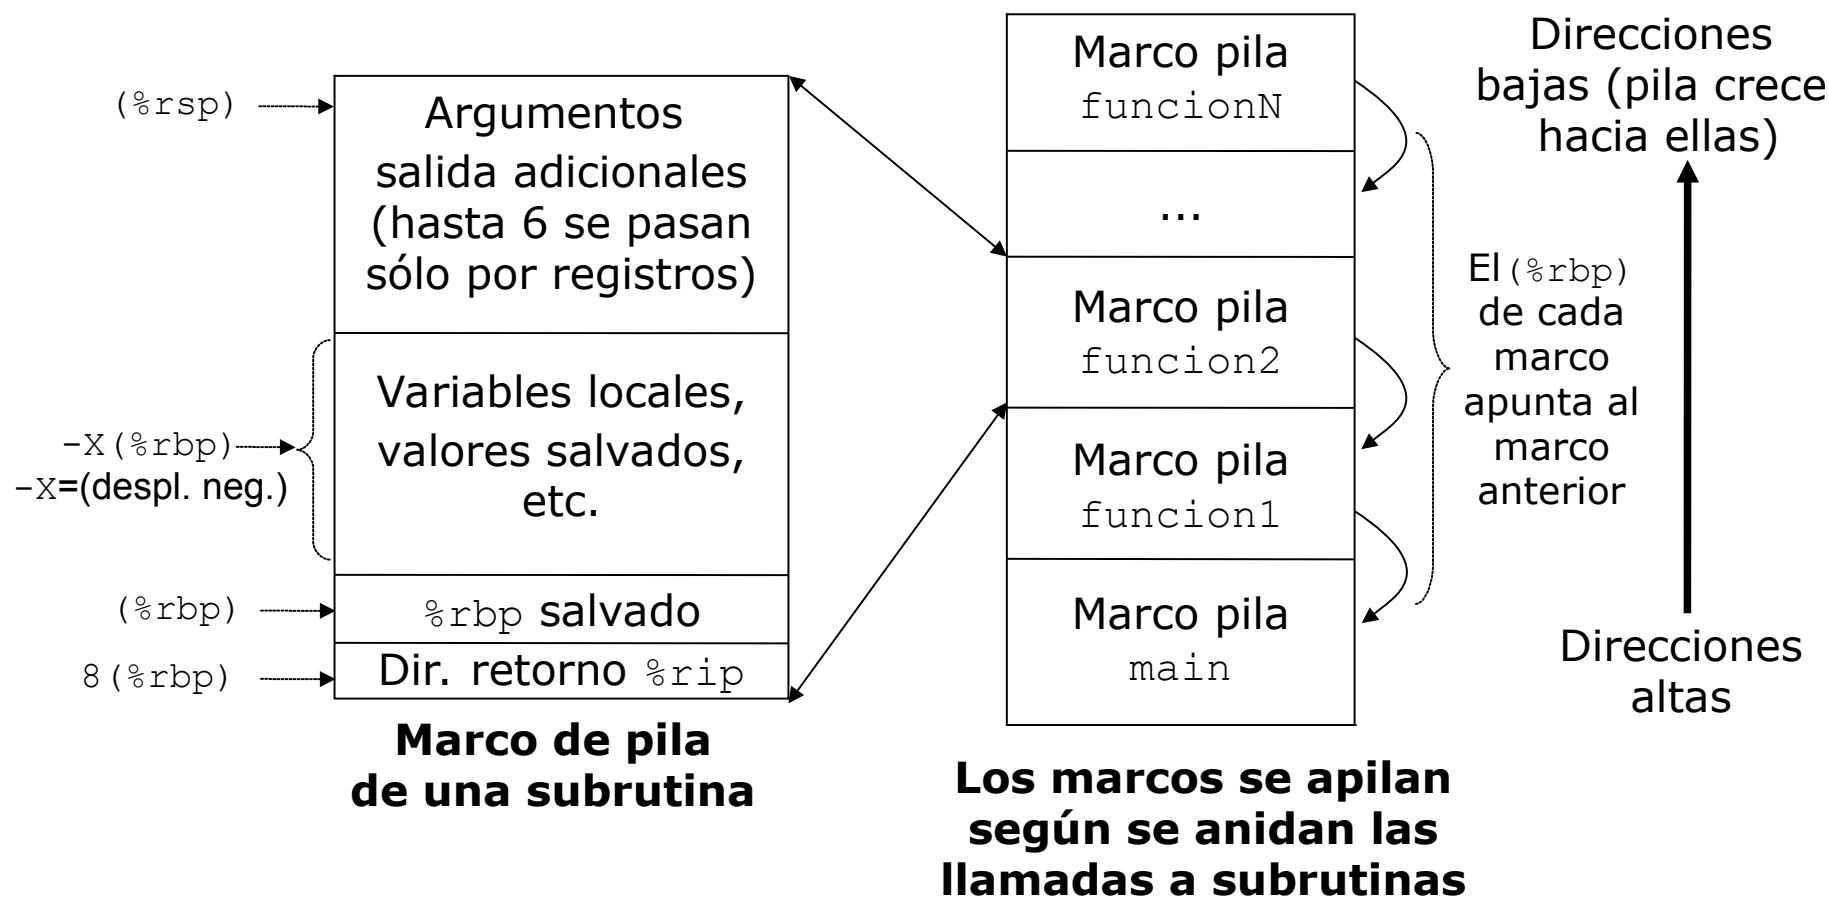 (%rsp)
Argumentos
salida adicionales
(hasta 6 se pasan
sólo por registros)
-X(%rbp)
-X=(despl. neg.)
Variables locales,
valores salvados,
etc.
(%rbp)
%rbp salvado
8(%rbp)
Dir. retorno %rip
Marco de pila
de una subrutina
Marco pila
funcionN
...
Marco pila
funcion2
Marco pila
funcion1
Marco pila
main
Los marcos se apilan
según se anidan las
llamadas a subrutinas
El (%rbp)
de cada
marco
apunta al
marco
anterior
Direcciones
bajas (pila crece
hacia ellas)
Direcciones
altas